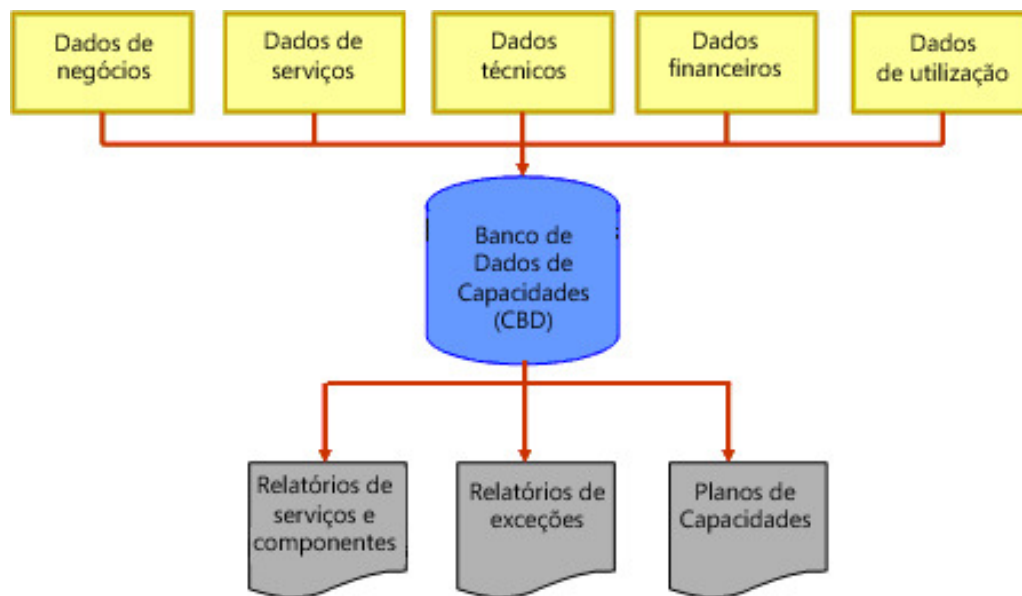 Dados de
negócios
Dados de
serviços
Dados
técnicos
Dados
financeiros
Dados
de utilização
Banco de
Dados de
Capacidades
(CBD)
Relatórios de
serviços e
componentes
Relatórios de
exceções
Planos de
Capacidades